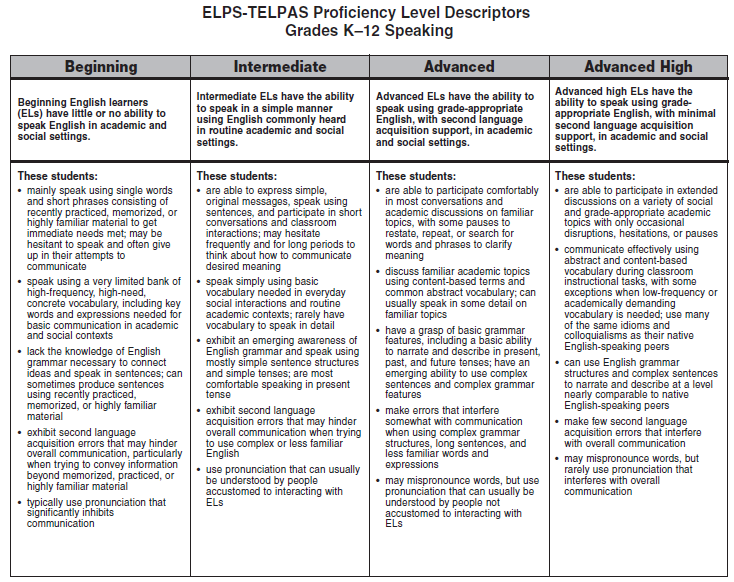 ELPS-TELPAS Proficiency Level Descriptors
Grades K–12 Speaking
Beginning
Beginning English learners
(ELs) have little or no ability to
speak English in academic and
social settings.
These students:
• mainly speak using single words
and short phrases consisting of
recently practiced, memorized, or
highly familiar material to get
immediate needs met; may be
hesitant to speak and often give
up in their attempts to
communicate
• speak using a very limited bank of
high-frequency, high-need,
concrete vocabulary, including key
words and expressions needed for
basic communication in academic
and social contexts
• lack the knowledge of English
grammar necessary to connect
ideas and speak in sentences; can
sometimes produce sentences
using recently practiced,
memorized, or highly familiar
material
• exhibit second language
acquisition errors that may hinder
overall communication, particularly
when trying to convey information
beyond memorized, practiced, or
highly familiar material
• typically use pronunciation that
significantly inhibits
communication
Intermediate
Intermediate ELs have the ability
to speak in a simple manner
using English commonly heard
in routine academic and social
settings.
These students:
• are able to express simple,
original messages, speak using
sentences, and participate in short
conversations and classroom
interactions; may hesitate
frequently and for long periods to
think about how to communicate
desired meaning
• speak simply using basic
vocabulary needed in everyday
social interactions and routine
academic contexts; rarely have
vocabulary to speak in detail
• exhibit an emerging awareness of
English grammar and speak using
mostly simple sentence structures
and simple tenses; are most
comfortable speaking in present
tense
• exhibit second language
acquisition errors that may hinder
overall communication when trying
to use complex or less familiar
English
• use pronunciation that can usually
be understood by people
accustomed to interacting with
ELs
Advanced
Advanced ELs have the ability to
speak using grade-appropriate
English, with second language
acquisition support, in academic
and social settings.
These students:
• are able to participate comfortably
in most conversations and
academic discussions on familiar
topics, with some pauses to
restate, repeat, or search for
words and phrases to clarify
meaning
• discuss familiar academic topics
using content-based terms and
common abstract vocabulary; can
usually speak in some detail on
familiar topics
• have a grasp of basic grammar
features, including a basic ability
to narrate and describe in present,
past, and future tenses; have an
emerging ability to use complex
sentences and complex grammar
features
• make errors that interfere
somewhat with communication
when using complex grammar
structures, long sentences, and
less familiar words and
expressions
• may mispronounce words, but use
pronunciation that can usually be
understood by people not
accustomed to interacting with
ELs
Advanced High
Advanced high ELs have the
ability to speak using grade-
appropriate English, with minimal
second language acquisition
support, in academic and social
settings.
These students:
• are able to participate in extended
discussions on a variety of social
and grade-appropriate academic
topics with only occasional
disruptions, hesitations, or pauses
• communicate effectively using
abstract and content-based
vocabulary during classroom
instructional tasks, with some
exceptions when low-frequency or
academically demanding
vocabulary is needed; use many
of the same idioms and
colloquialisms as their native
English-speaking peers
• can use English grammar
structures and complex sentences
to narrate and describe at a level
nearly comparable to native
English-speaking peers
• make few second language
acquisition errors that interfere
with overall communication
• may mispronounce words, but
rarely use pronunciation that
interferes with overall
communication